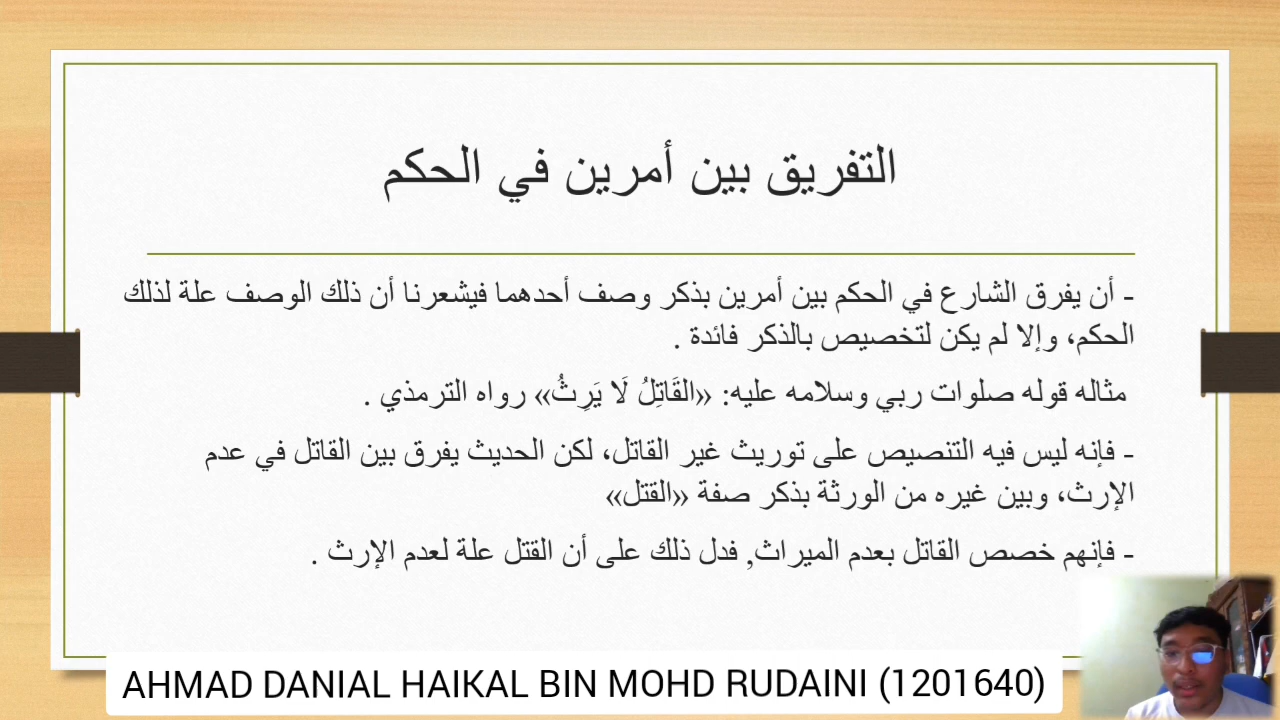 التفريق بين أمرين في الحكم
- أن يفرق الشارع في الحكم بين أمرين بذكر وصف أحدهما فيشعرنا أن ذلك الوصف علة لذلك
الحكم، وإلا لم يكن لتخصيص بالذكر فائدة .
مثاله قوله صلوات ربي وسلامه عليه: «القَاتِلُ لَا يَرِثُ» رواه الترمذي .
- فإنه ليس فيه التنصيص على توريث غير القاتل، لكن الحديث يفرق بين القاتل في عدم
الإرث، وبين غيره من الورثة بذكر صفة «القتل»
- فإنهم خصص القاتل بعدم الميراث, فدل ذلك على أن القتل علة لعدم الإرث .
AHMAD DANIAL HAIKAL BIN MOHD RUDAINI (1201640)